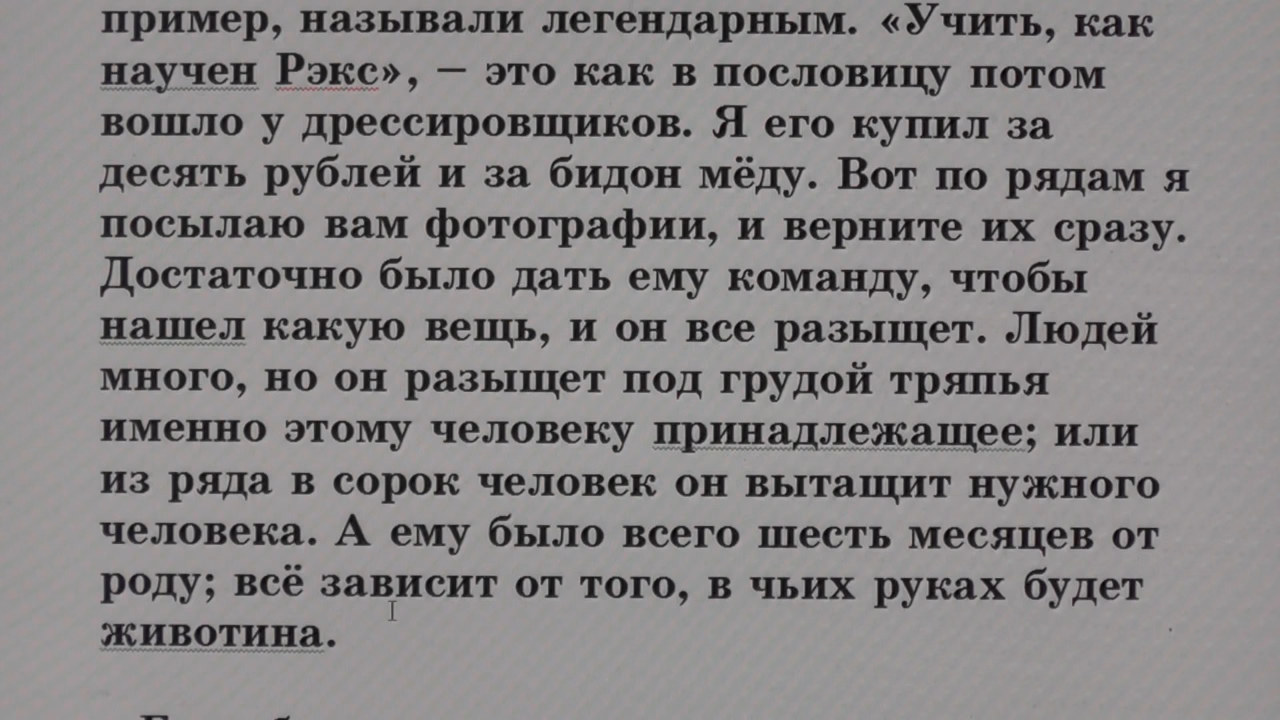 пример, называли легендарным. «Учить, как
научен Рэкс», – это как в пословицу потом
вошло у дрессировщиков. Я его купил за
десять рублей и за бидон мёду. Вот по рядам я
посылаю вам фотографии, и верните их сразу.
Достаточно было дать ему команду, чтобы
нашел какую вещь, и он все разыщет. Людей
много, но он разыщет под грудой тряпья
именно этому человеку принадлежащее; или
из ряда в сорок человек он вытащит нужного
человека. А ему было всего шесть месяцев от
роду; всё зависит от того, в чьих руках будет
животина.